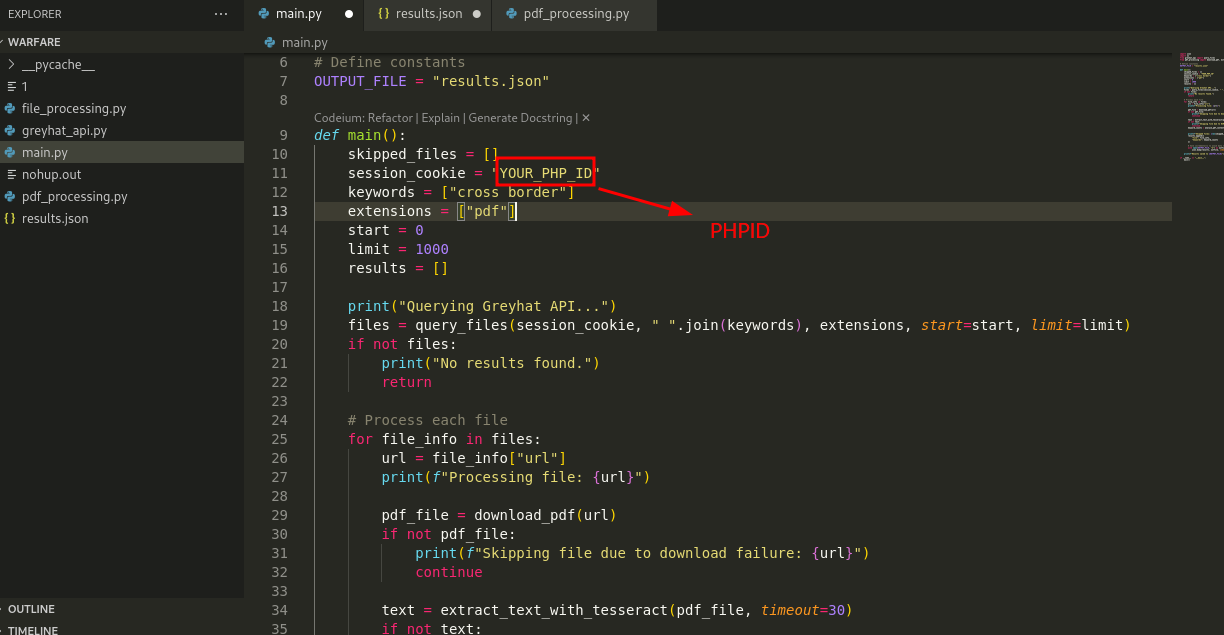 EXPLORER ···
main.py ●
{} results.json ●
pdf_processing.py
WARFARE
main.py
__pycache__
1
file_processing.py
greyhat_api.py
main.py
nohup.out
pdf_processing.py
{} results.json
OUTLINE
TIMELINE
6 # Define constants
7 OUTPUT_FILE = "results.json"
8
Codeium: Refactor | Explain | Generate Docstring | ✕
9 def main():
10 skipped_files = []
11 session_cookie = "YOUR_PHP_ID"
12 keywords = ["cross border"]
13 extensions = ["pdf"]
PHPID
14 start = 0
15 limit = 1000
16 results = []
17
18 print("Querying Greyhat API...")
19 files = query_files(session_cookie, " ".join(keywords), extensions, start=start, limit=limit)
20 if not files:
21 print("No results found.")
22 return
23
24 # Process each file
25 for file_info in files:
26 url = file_info["url"]
27 print(f"Processing file: {url}")
28
29 pdf_file = download_pdf(url)
30 if not pdf_file:
31 print(f"Skipping file due to download failure: {url}")
32 continue
33
34 text = extract_text_with_tesseract(pdf_file, timeout=30)
35 if not text: